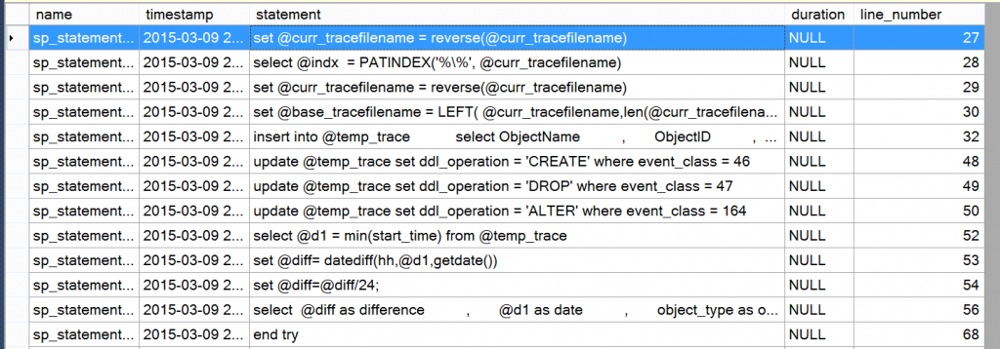 name timestamp statement duration line_number
sp_statement... 2015-03-09 2... set @curr_tracefilename = reverse(@curr_tracefilename) NULL 27
sp_statement... 2015-03-09 2... select @indx = PATINDEX('%\%', @curr_tracefilename) NULL 28
sp_statement... 2015-03-09 2... set @curr_tracefilename = reverse(@curr_tracefilename) NULL 29
sp_statement... 2015-03-09 2... set @base_tracefilename = LEFT( @curr_tracefilename,len(@curr_tracefilena... NULL 30
sp_statement... 2015-03-09 2... insert into @temp_trace select ObjectName , ObjectID , ... NULL 32
sp_statement... 2015-03-09 2... update @temp_trace set ddl_operation = 'CREATE' where event_class = 46 NULL 48
sp_statement... 2015-03-09 2... update @temp_trace set ddl_operation = 'DROP' where event_class = 47 NULL 49
sp_statement... 2015-03-09 2... update @temp_trace set ddl_operation = 'ALTER' where event_class = 164 NULL 50
sp_statement... 2015-03-09 2... select @d1 = min(start_time) from @temp_trace NULL 52
sp_statement... 2015-03-09 2... set @diff= datediff(hh,@d1,getdate()) NULL 53
sp_statement... 2015-03-09 2... set @diff=@diff/24; NULL 54
sp_statement... 2015-03-09 2... select @diff as difference , @d1 as date , object_type as o... NULL 56
sp_statement... 2015-03-09 2... end try NULL 68